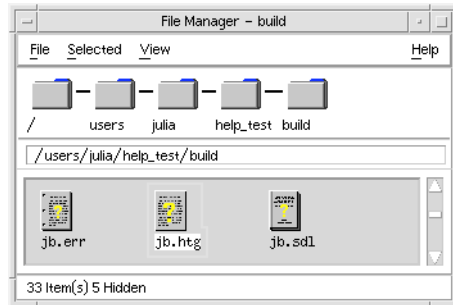 File Manager – build
File Selected View Help
/ users julia help_test build
/users/julia/help_test/build
jb.err jb.htg jb.sdl
33 Item(s) 5 Hidden